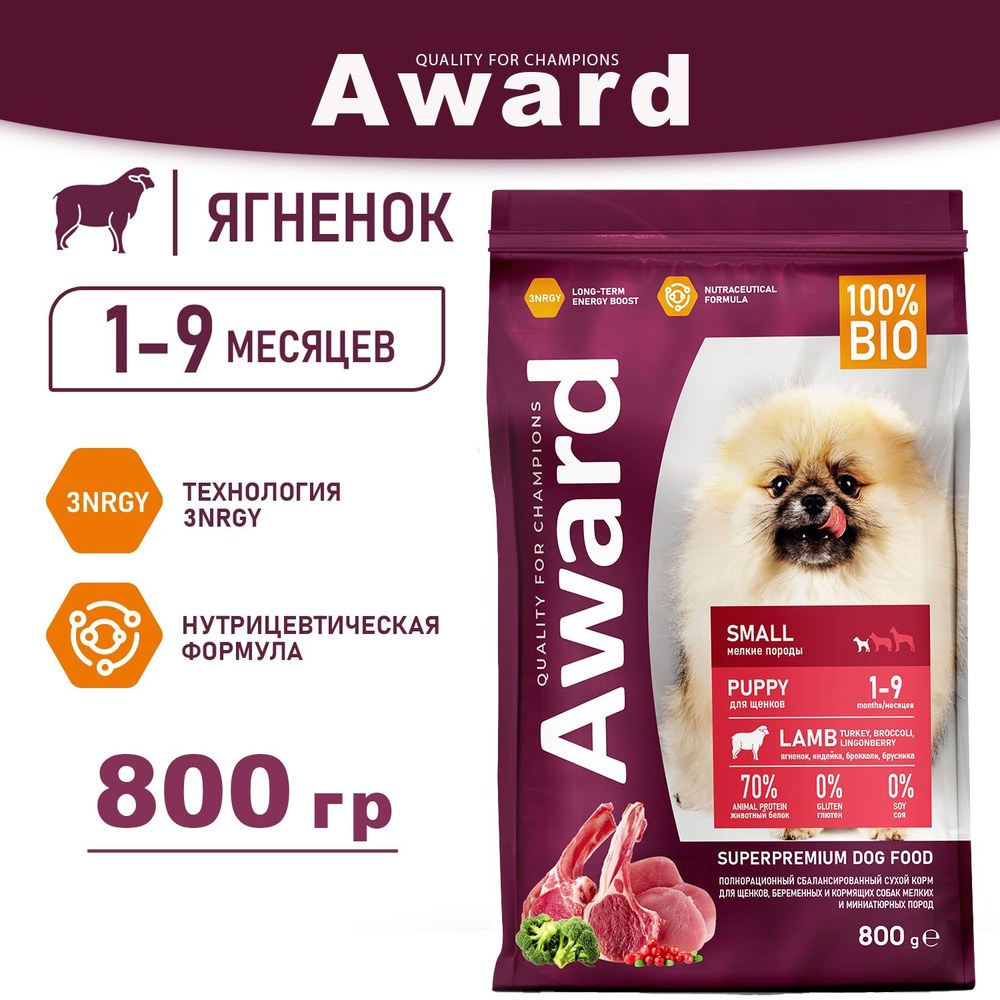 QUALITY FOR CHAMPIONS
Award
ЯГНЕНОК
1-9 МЕСЯЦЕВ
3NRGY
ТЕХНОЛОГИЯ
3NRGY
НУТРИЦЕВТИЧЕСКАЯ
ФОРМУЛА
800 гр
3NRGY
LONG-TERM
ENERGY BOOST
NUTRACEUTICAL
FORMULA
100%
BIO
Award
QUALITY FOR CHAMPIONS
SMALL
мелкие породы
PUPPY
для щенков
1-9
months/месяцев
LAMB TURKEY, BROCCOLI,
LINGONBERRY
ягненок, индейка, брокколи, брусника
70%
ANIMAL PROTEIN
животный белок
0%
GLUTEN
глютен
0%
SOY
соя
SUPERPREMIUM DOG FOOD
ПОЛНОРАЦИОННЫЙ СБАЛАНСИРОВАННЫЙ СУХОЙ КОРМ
ДЛЯ ЩЕНКОВ, БЕРЕМЕННЫХ И КОРМЯЩИХ СОБАК МЕЛКИХ
И МИНИАТЮРНЫХ ПОРОД
800 g ℮